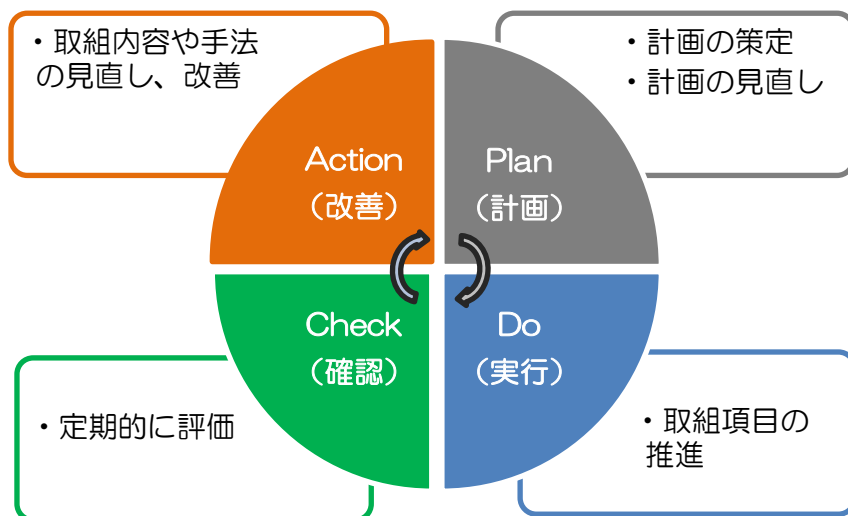 ・取組内容や手法
の見直し、改善
・計画の策定
・計画の見直し
Action
（改善）
Plan
（計画）
Check
（確認）
Do
（実行）
・定期的に評価
・取組項目の
推進